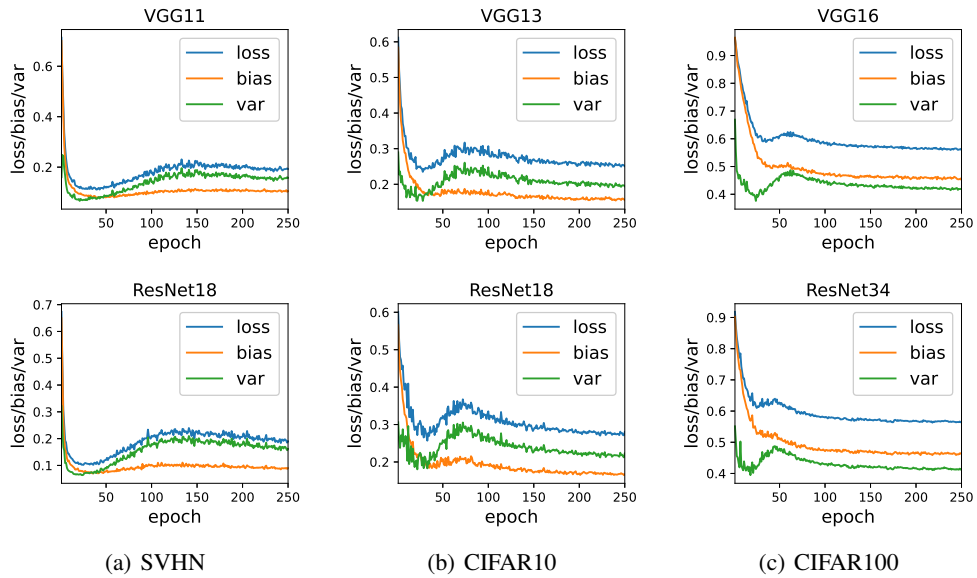 VGG11
loss/bias/var
0.6
0.4
0.2
loss
bias
var
50 100 150 200 250
epoch
VGG13
loss/bias/var
0.6
0.5
0.4
0.3
0.2
loss
bias
var
50 100 150 200 250
epoch
VGG16
loss/bias/var
0.9
0.8
0.7
0.6
0.5
0.4
loss
bias
var
50 100 150 200 250
epoch
ResNet18
loss/bias/var
0.7
0.6
0.5
0.4
0.3
0.2
0.1
loss
bias
var
50 100 150 200 250
epoch
ResNet18
loss/bias/var
0.6
0.5
0.4
0.3
0.2
loss
bias
var
50 100 150 200 250
epoch
ResNet34
loss/bias/var
0.9
0.8
0.7
0.6
0.5
0.4
loss
bias
var
50 100 150 200 250
epoch
(a) SVHN
(b) CIFAR10
(c) CIFAR100